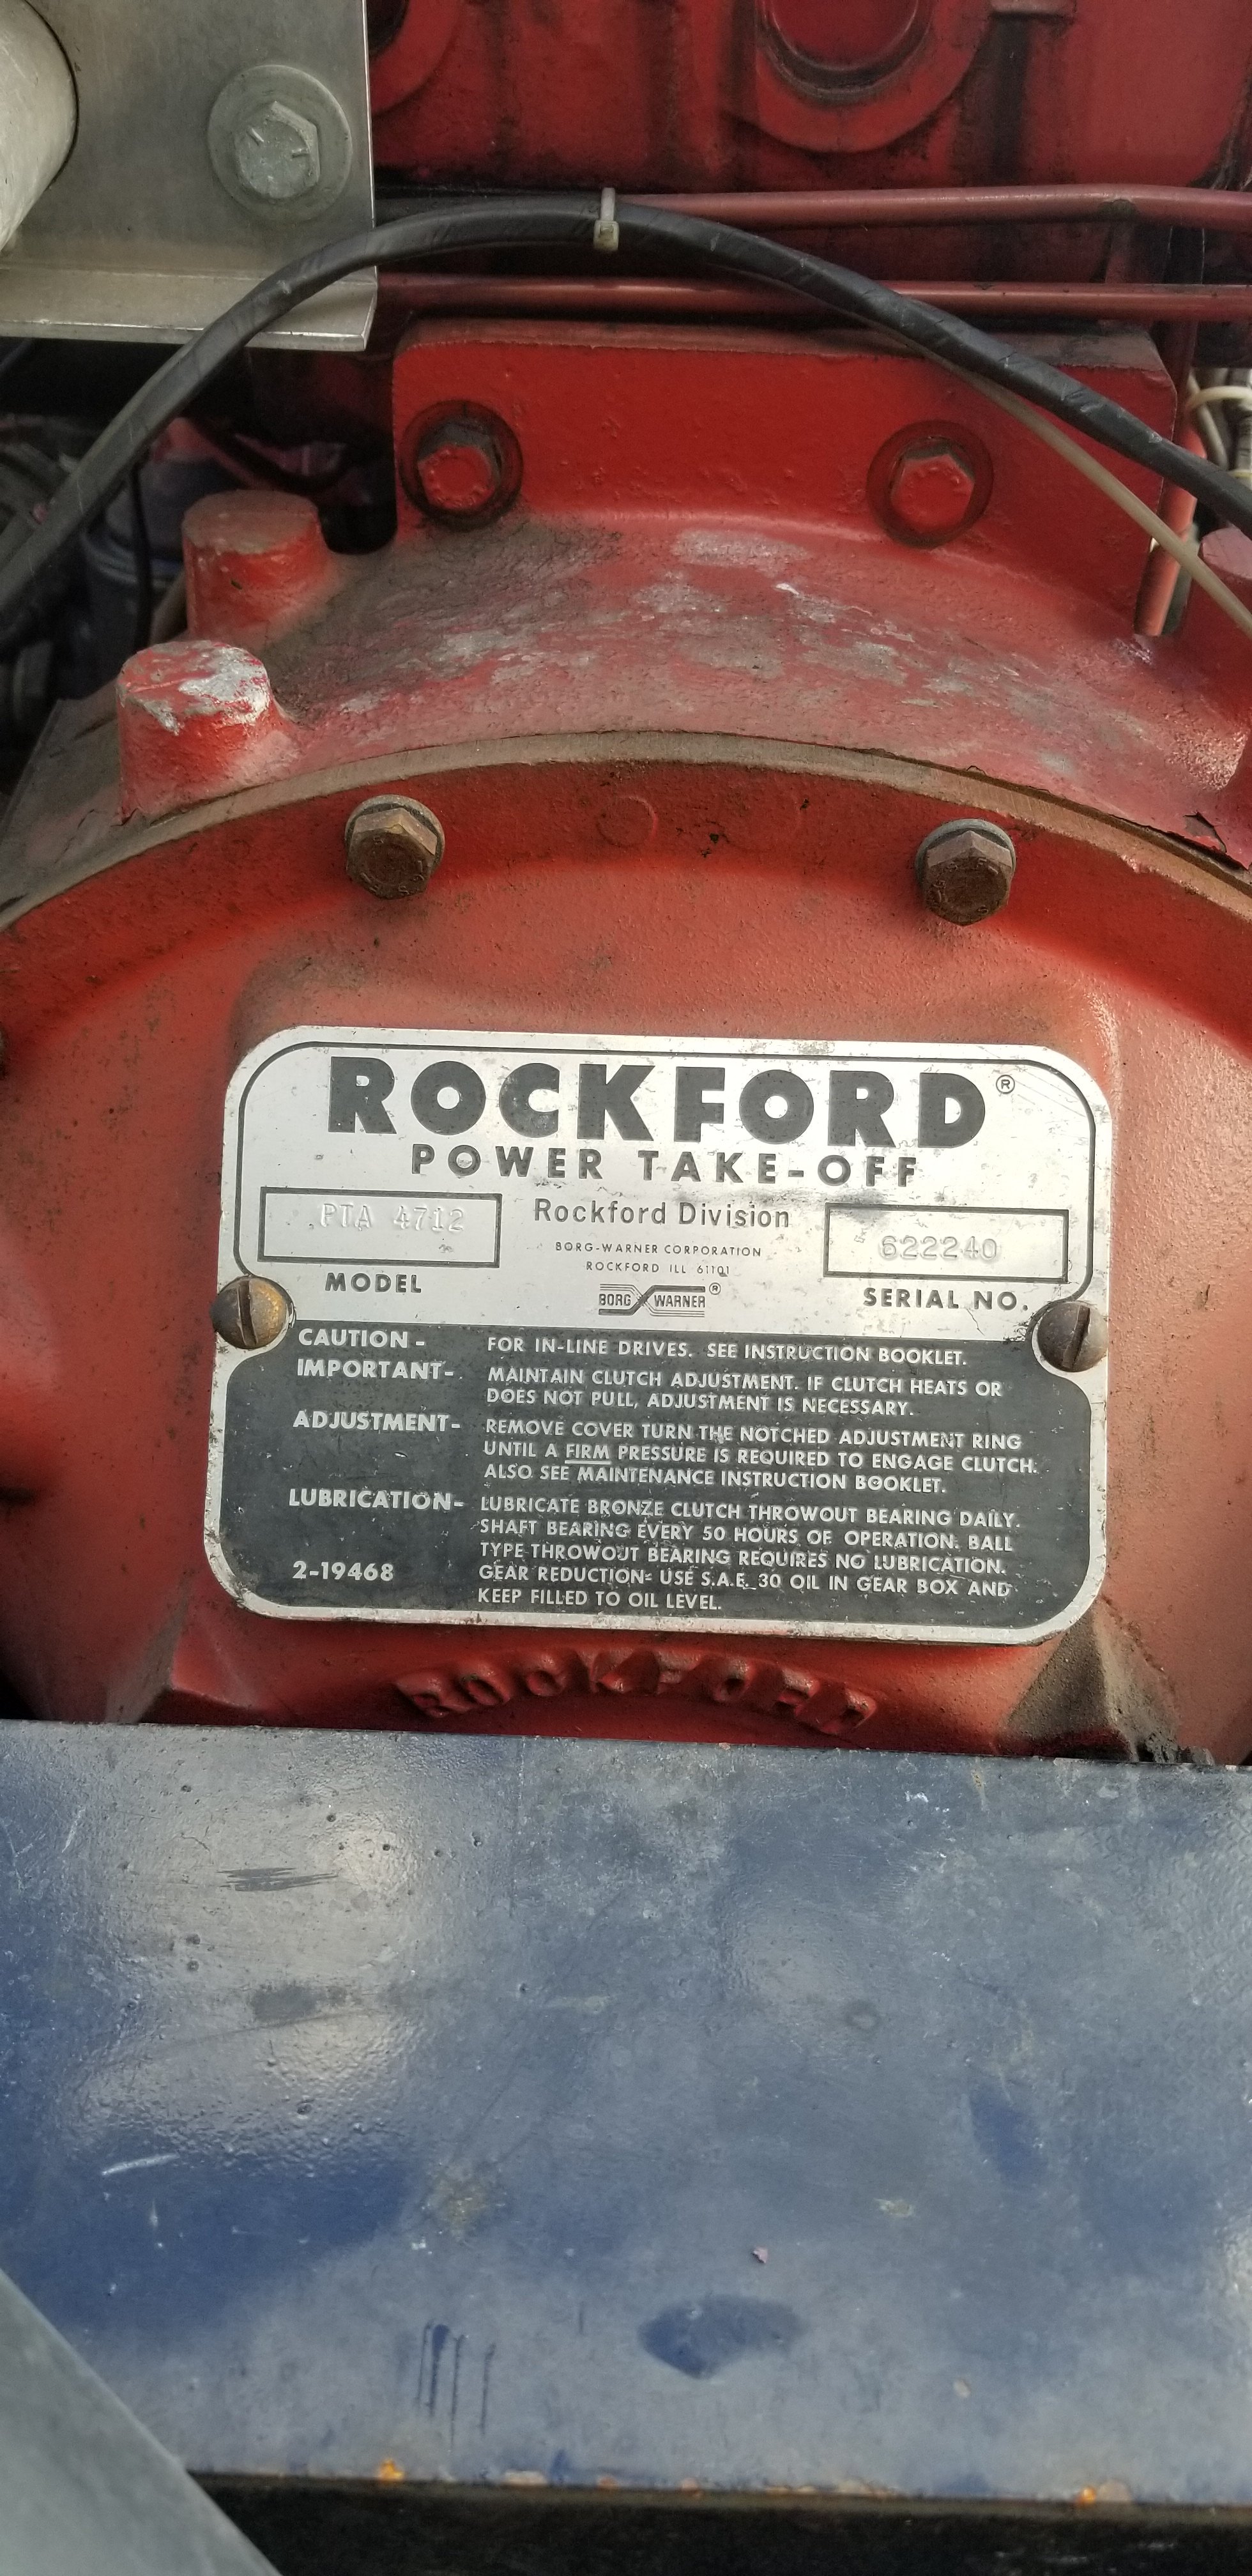 ROCKFORD®
POWER TAKE-OFF
PTA 4712
MODEL
Rockford Division
BORG-WARNER CORPORATION
ROCKFORD ILL 61101
BORG WARNER®
622240
SERIAL NO.
CAUTION - FOR IN-LINE DRIVES. SEE INSTRUCTION BOOKLET.
IMPORTANT- MAINTAIN CLUTCH ADJUSTMENT. IF CLUTCH HEATS OR
DOES NOT PULL, ADJUSTMENT IS NECESSARY.
ADJUSTMENT- REMOVE COVER TURN THE NOTCHED ADJUSTMENT RING
UNTIL A FIRM PRESSURE IS REQUIRED TO ENGAGE CLUTCH.
ALSO SEE MAINTENANCE INSTRUCTION BOOKLET.
LUBRICATION- LUBRICATE BRONZE CLUTCH THROWOUT BEARING DAILY.
SHAFT BEARING EVERY 50 HOURS OF OPERATION. BALL
TYPE THROWOUT BEARING REQUIRES NO LUBRICATION.
2-19468 GEAR REDUCTION- USE S.A.E. 30 OIL IN GEAR BOX AND
KEEP FILLED TO OIL LEVEL.
ROCKFORD